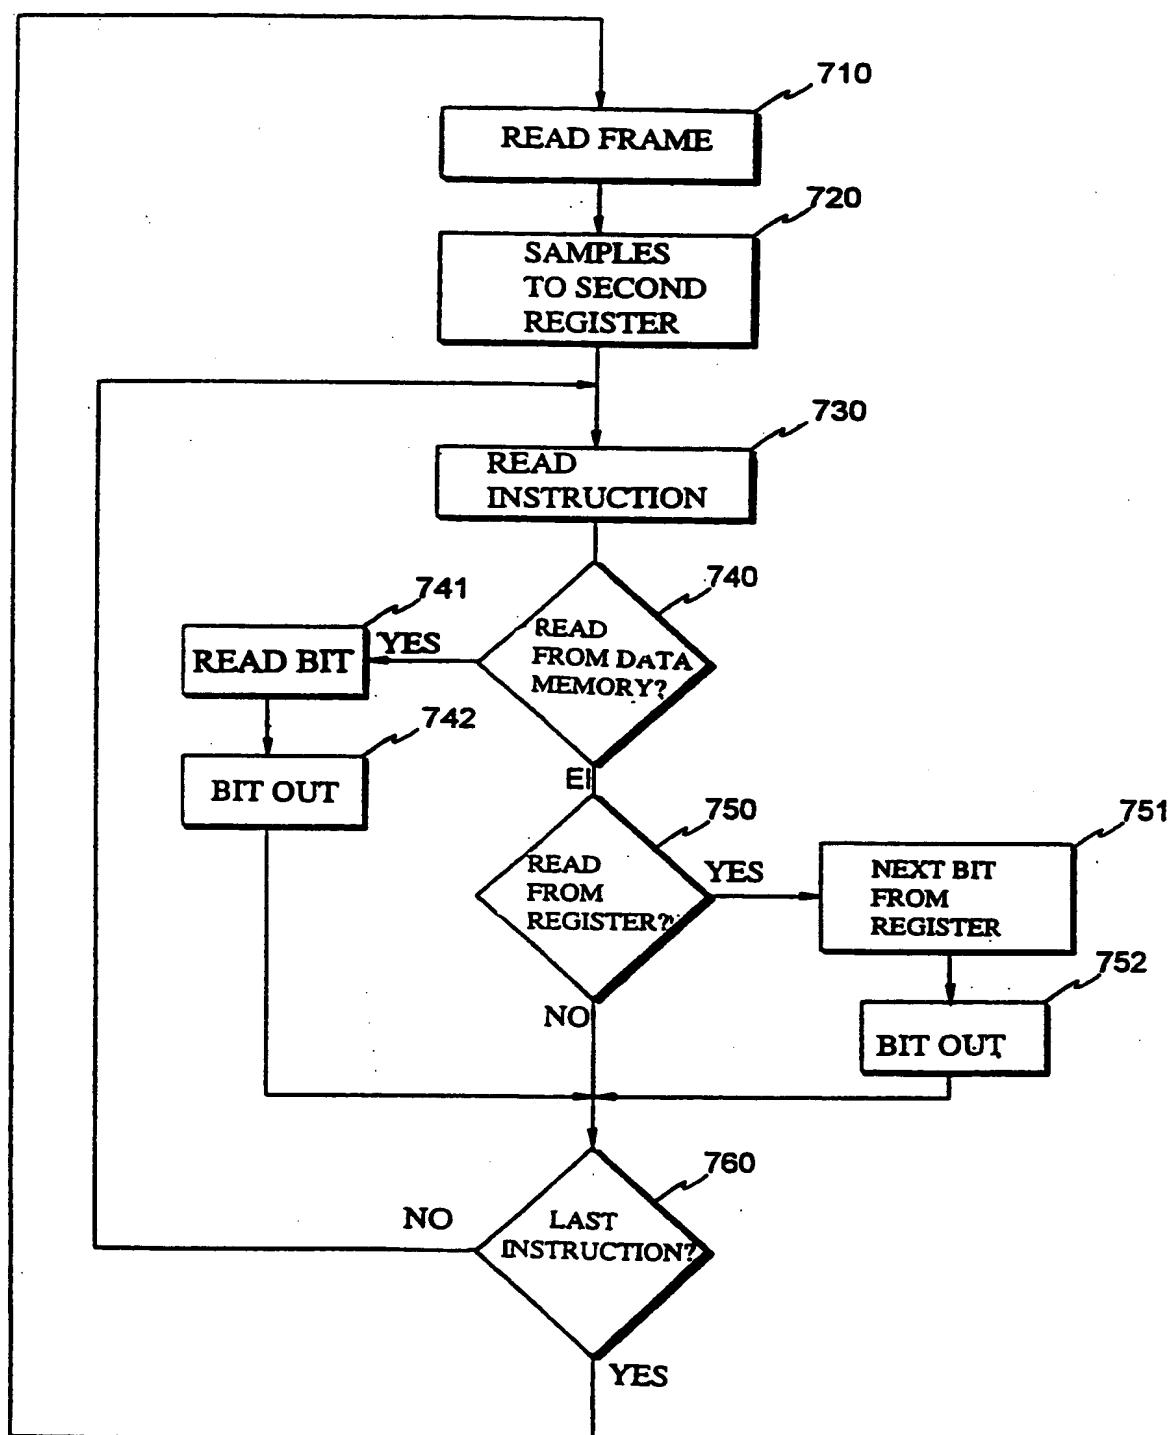 710
READ FRAME
720
SAMPLES
TO SECOND
REGISTER
730
READ
INSTRUCTION
740
READ
FROM DATA
MEMORY?
741
YES
READ BIT
742
BIT OUT
EI
750
READ
FROM
REGISTER?
YES
751
NEXT BIT
FROM
REGISTER
752
BIT OUT
NO
760
LAST
INSTRUCTION?
NO
YES